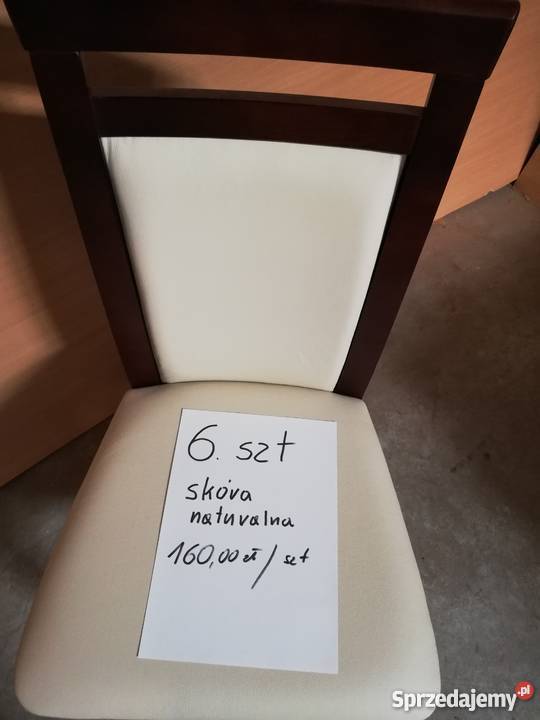 6. szt
skóra
naturalna
160,00 zł / szt
Sprzedajemy.pl